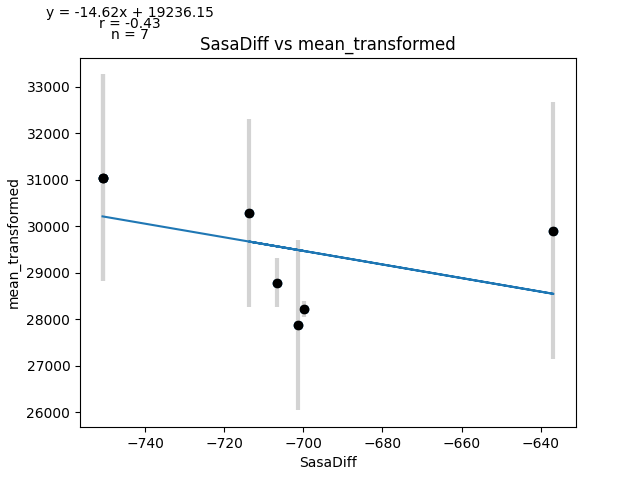 y = -14.62x + 19236.15
r = -0.43
n = 7
SasaDiff vs mean_transformed
33000
32000
31000
30000
29000
28000
27000
26000
mean_transformed
−740
−720
−700
−680
−660
−640
SasaDiff